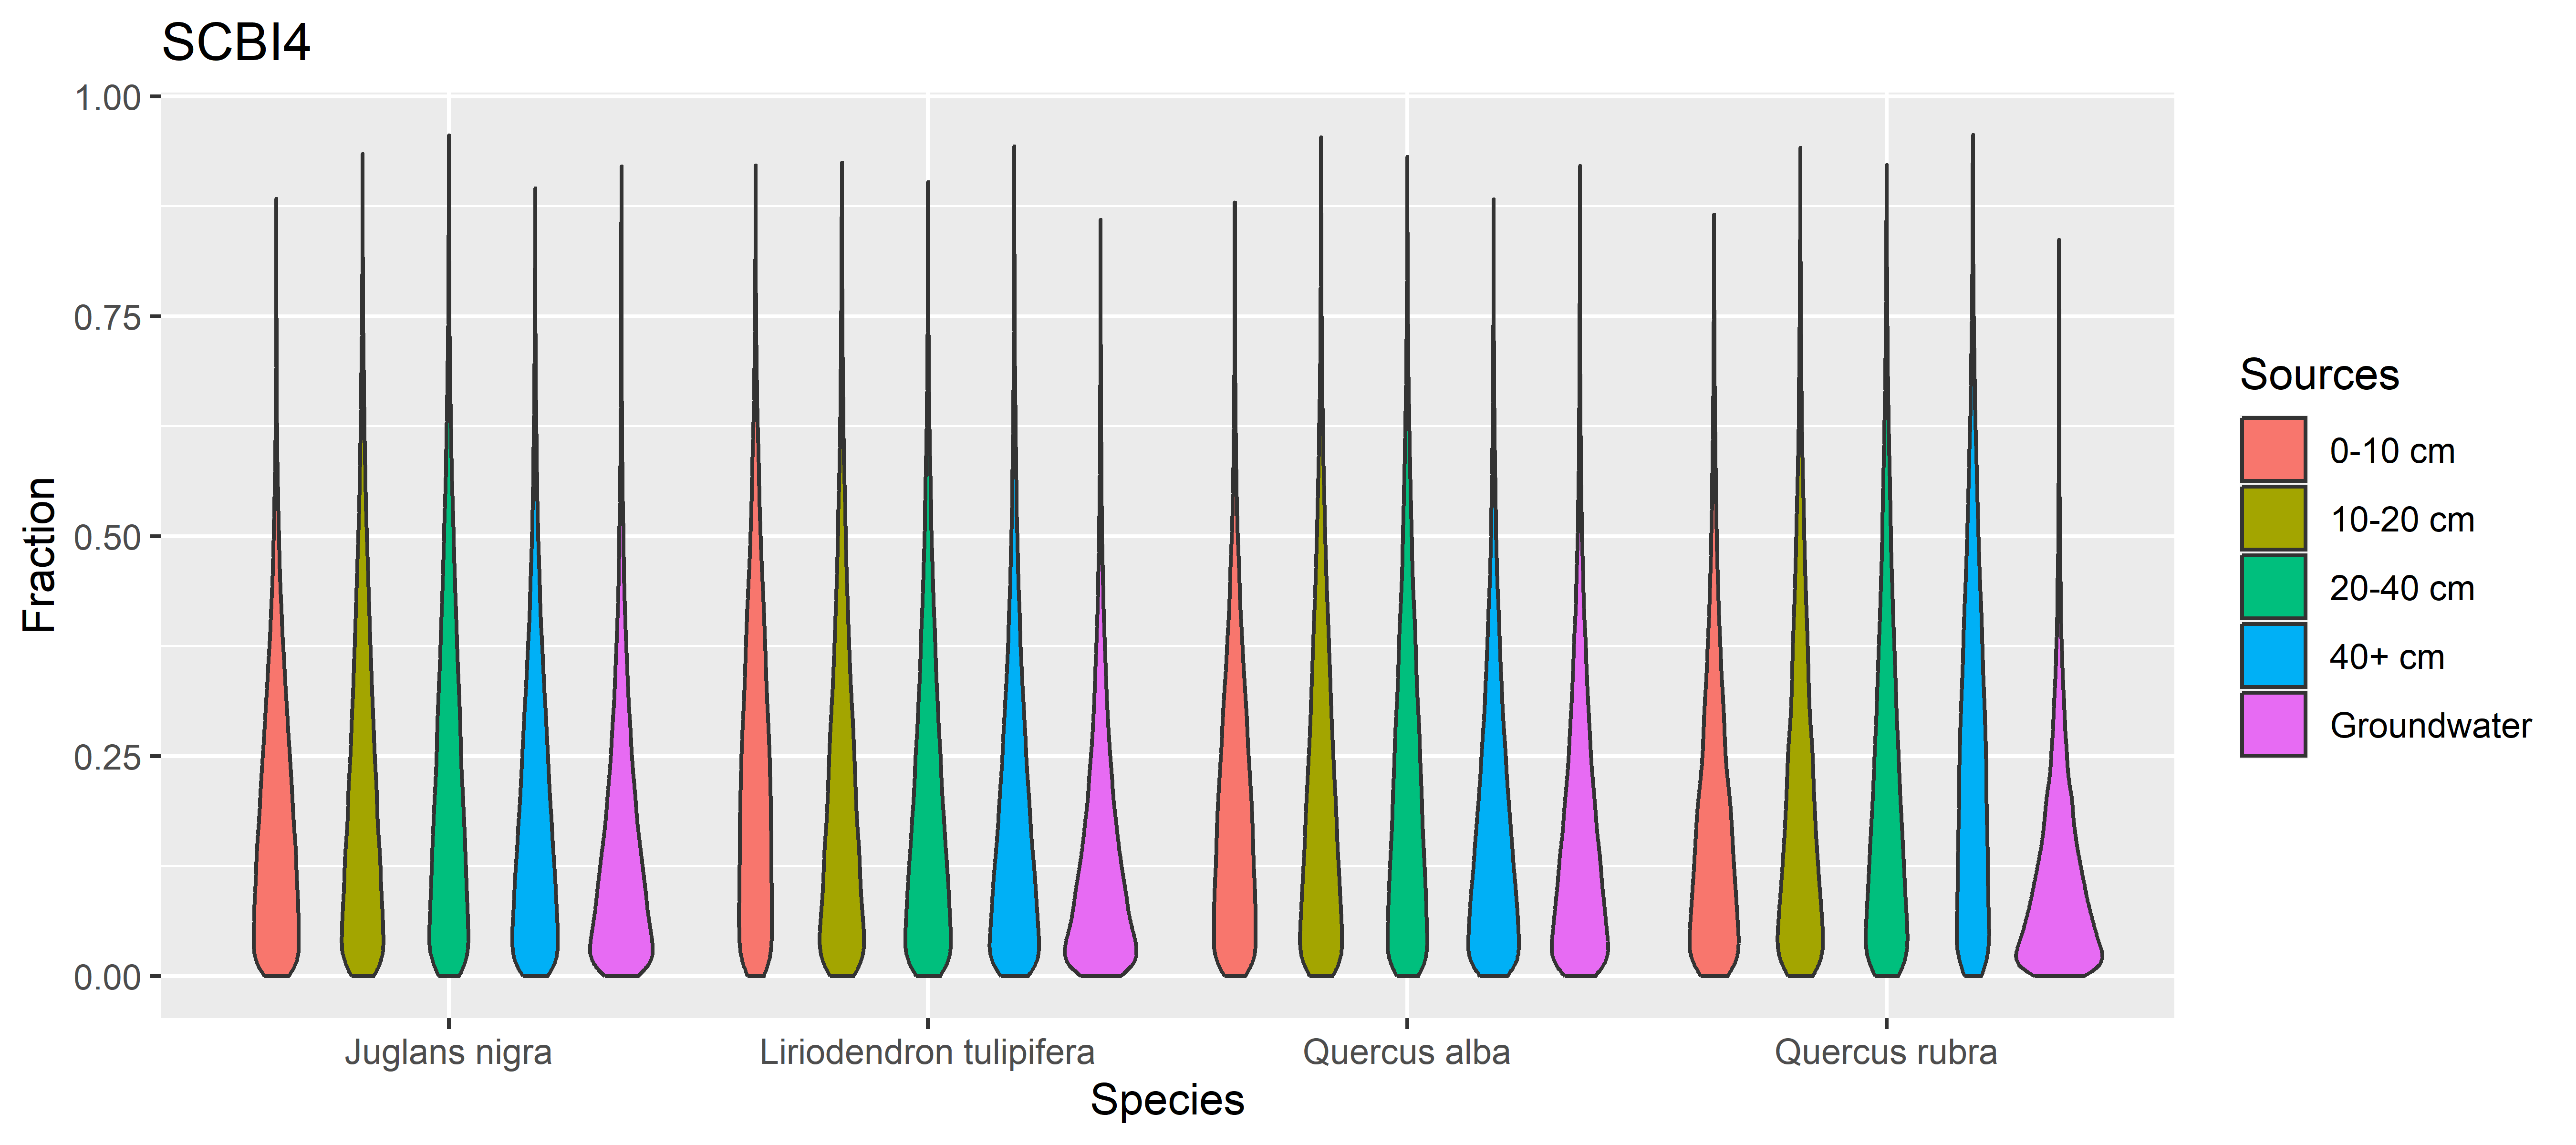 SCBI4
1.00
0.75
0.50
0.25
0.00
Fraction
Juglans nigra
Liriodendron tulipifera
Quercus alba
Quercus rubra
Species
Sources
0-10 cm
10-20 cm
20-40 cm
40+ cm
Groundwater